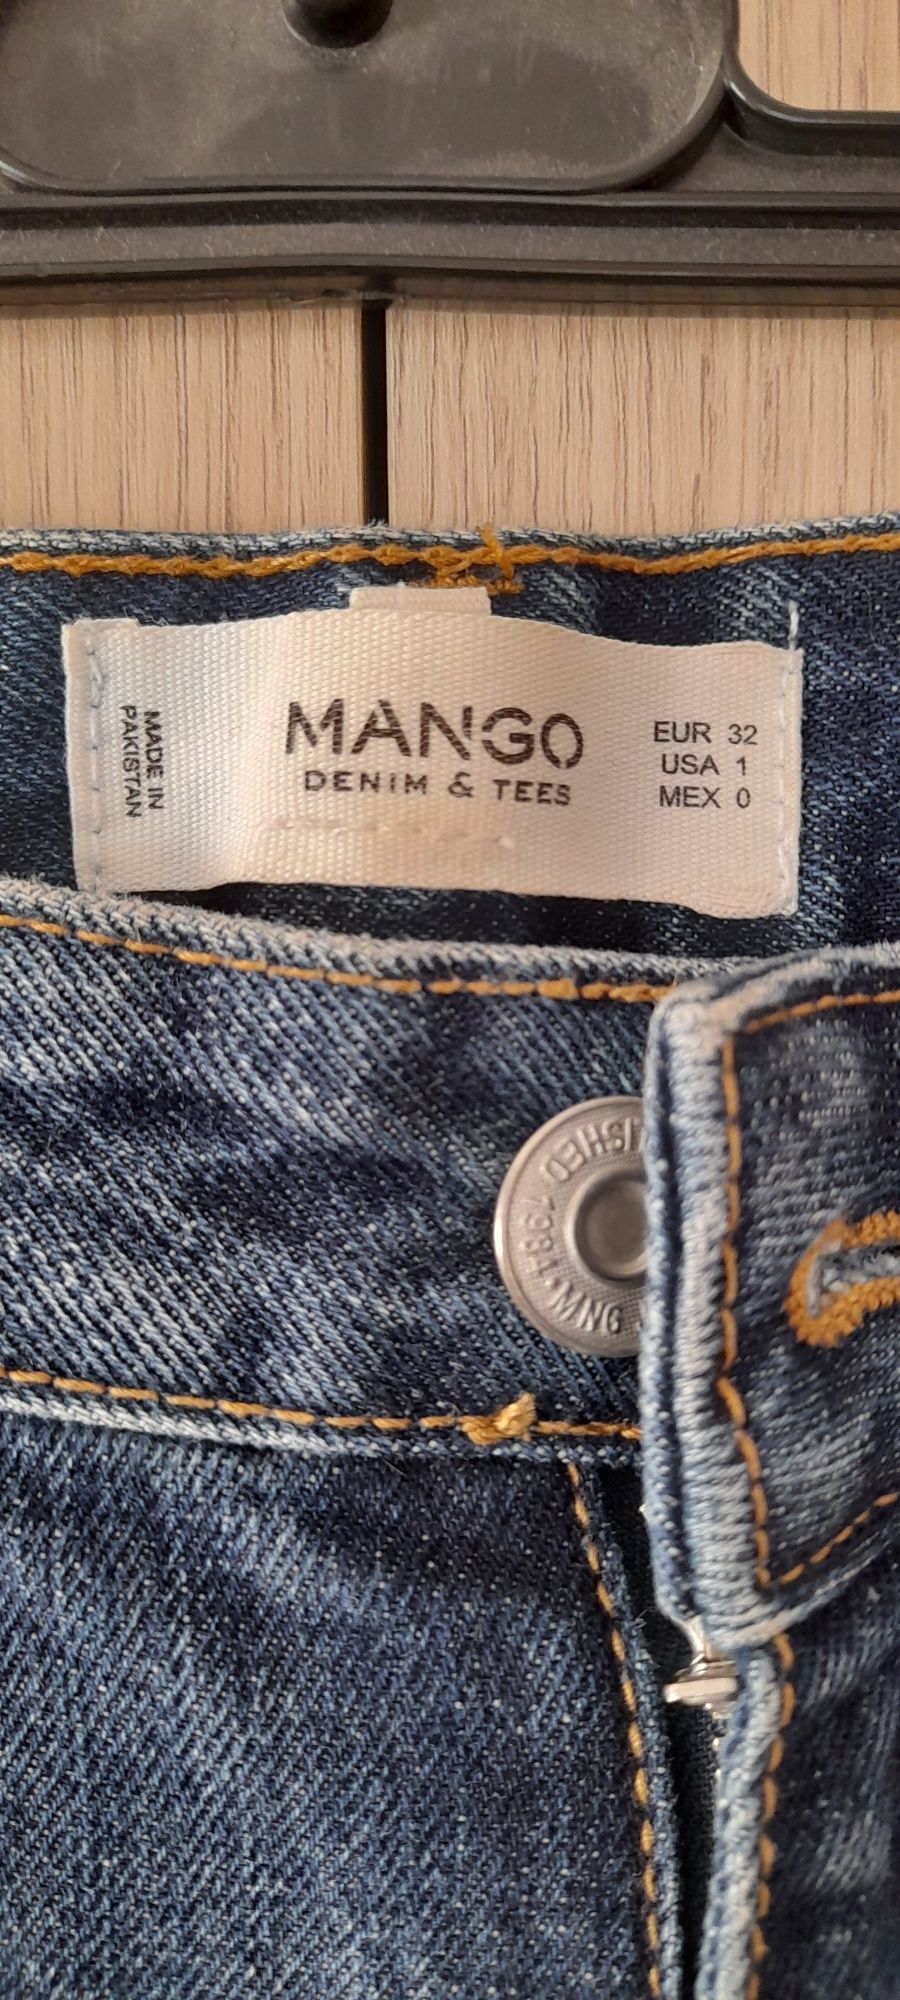 MADE IN
PAKISTAN
MANGO
DENIM & TEES
EUR 32
USA 1
MEX 0
1984 • MNG